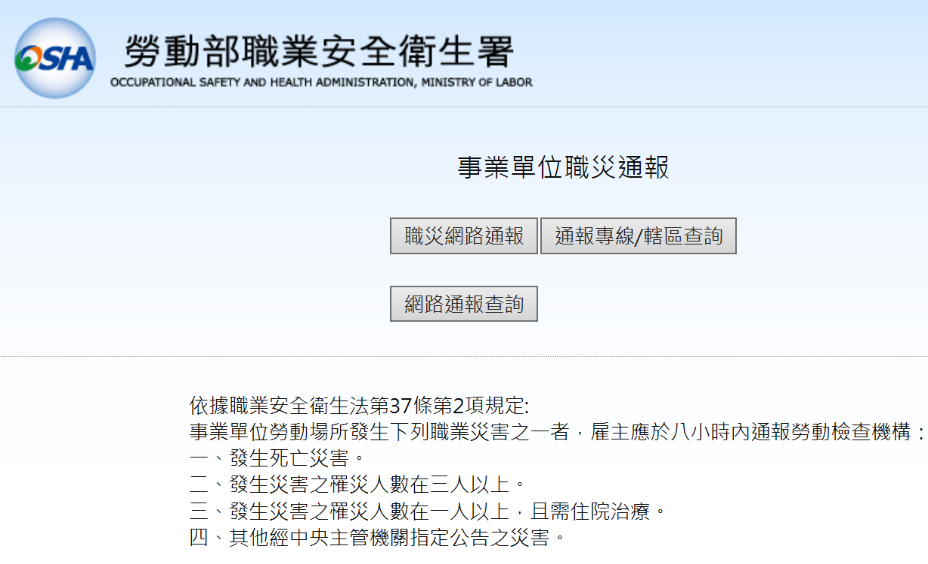 OSHA
勞動部職業安全衛生署
OCCUPATIONAL SAFETY AND HEALTH ADMINISTRATION, MINISTRY OF LABOR
事業單位職災通報
職災網路通報 通報專線/轄區查詢
網路通報查詢
依據職業安全衛生法第37條第2項規定:
事業單位勞動場所發生下列職業災害之一者，雇主應於八小時內通報勞動檢查機構：
一、發生死亡災害。
二、發生災害之罹災人數在三人以上。
三、發生災害之罹災人數在一人以上，且需住院治療。
四、其他經中央主管機關指定公告之災害。